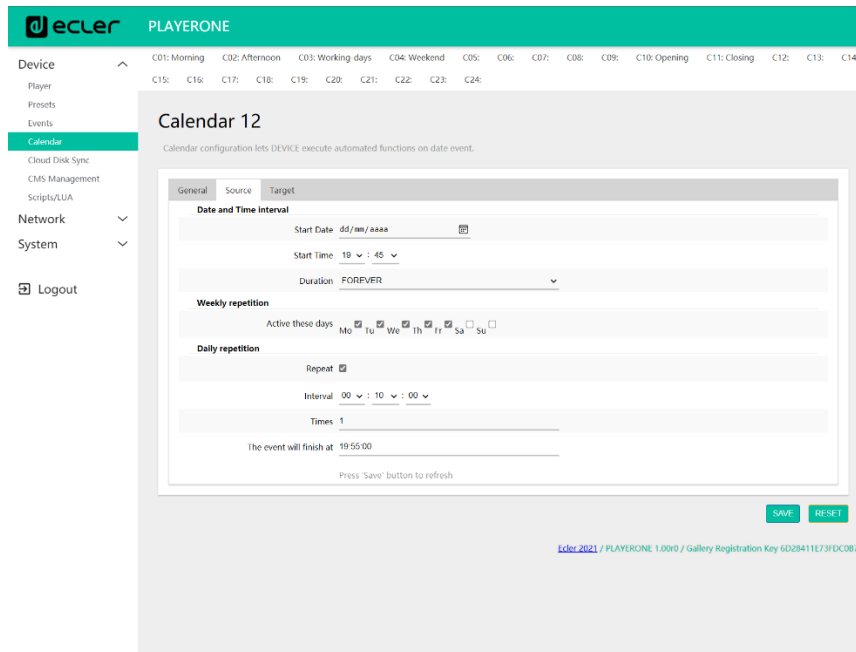 ecler PLAYERONE
C01: Morning C02: Afternoon C03: Working-days C04: Weekend C05: C06: C07: C08: C09: C10: Opening C11: Closing C12: C13: C14
C15: C16: C17: C18: C19: C20: C21: C22: C23: C24:
Device
Player
Presets
Events
Calendar
Cloud Disk Sync
CMS Management
Scripts/LUA
Network
System
Logout
Calendar 12
Calendar configuration lets DEVICE execute automated functions on date event.
General Source Target
Date and Time interval
Start Date dd/mm/aaaa
Start Time 19 : 45
Duration FOREVER
Weekly repetition
Active these days Mo Tu We Th Fr Sa Su
Daily repetition
Repeat
Interval 00 : 10 : 00
Times 1
The event will finish at 19:55:00
Press 'Save' button to refresh
SAVE RESET
Ecler 2021 / PLAYERONE 1.00r0 / Gallery Registration Key 6D28411E73FDC0B7